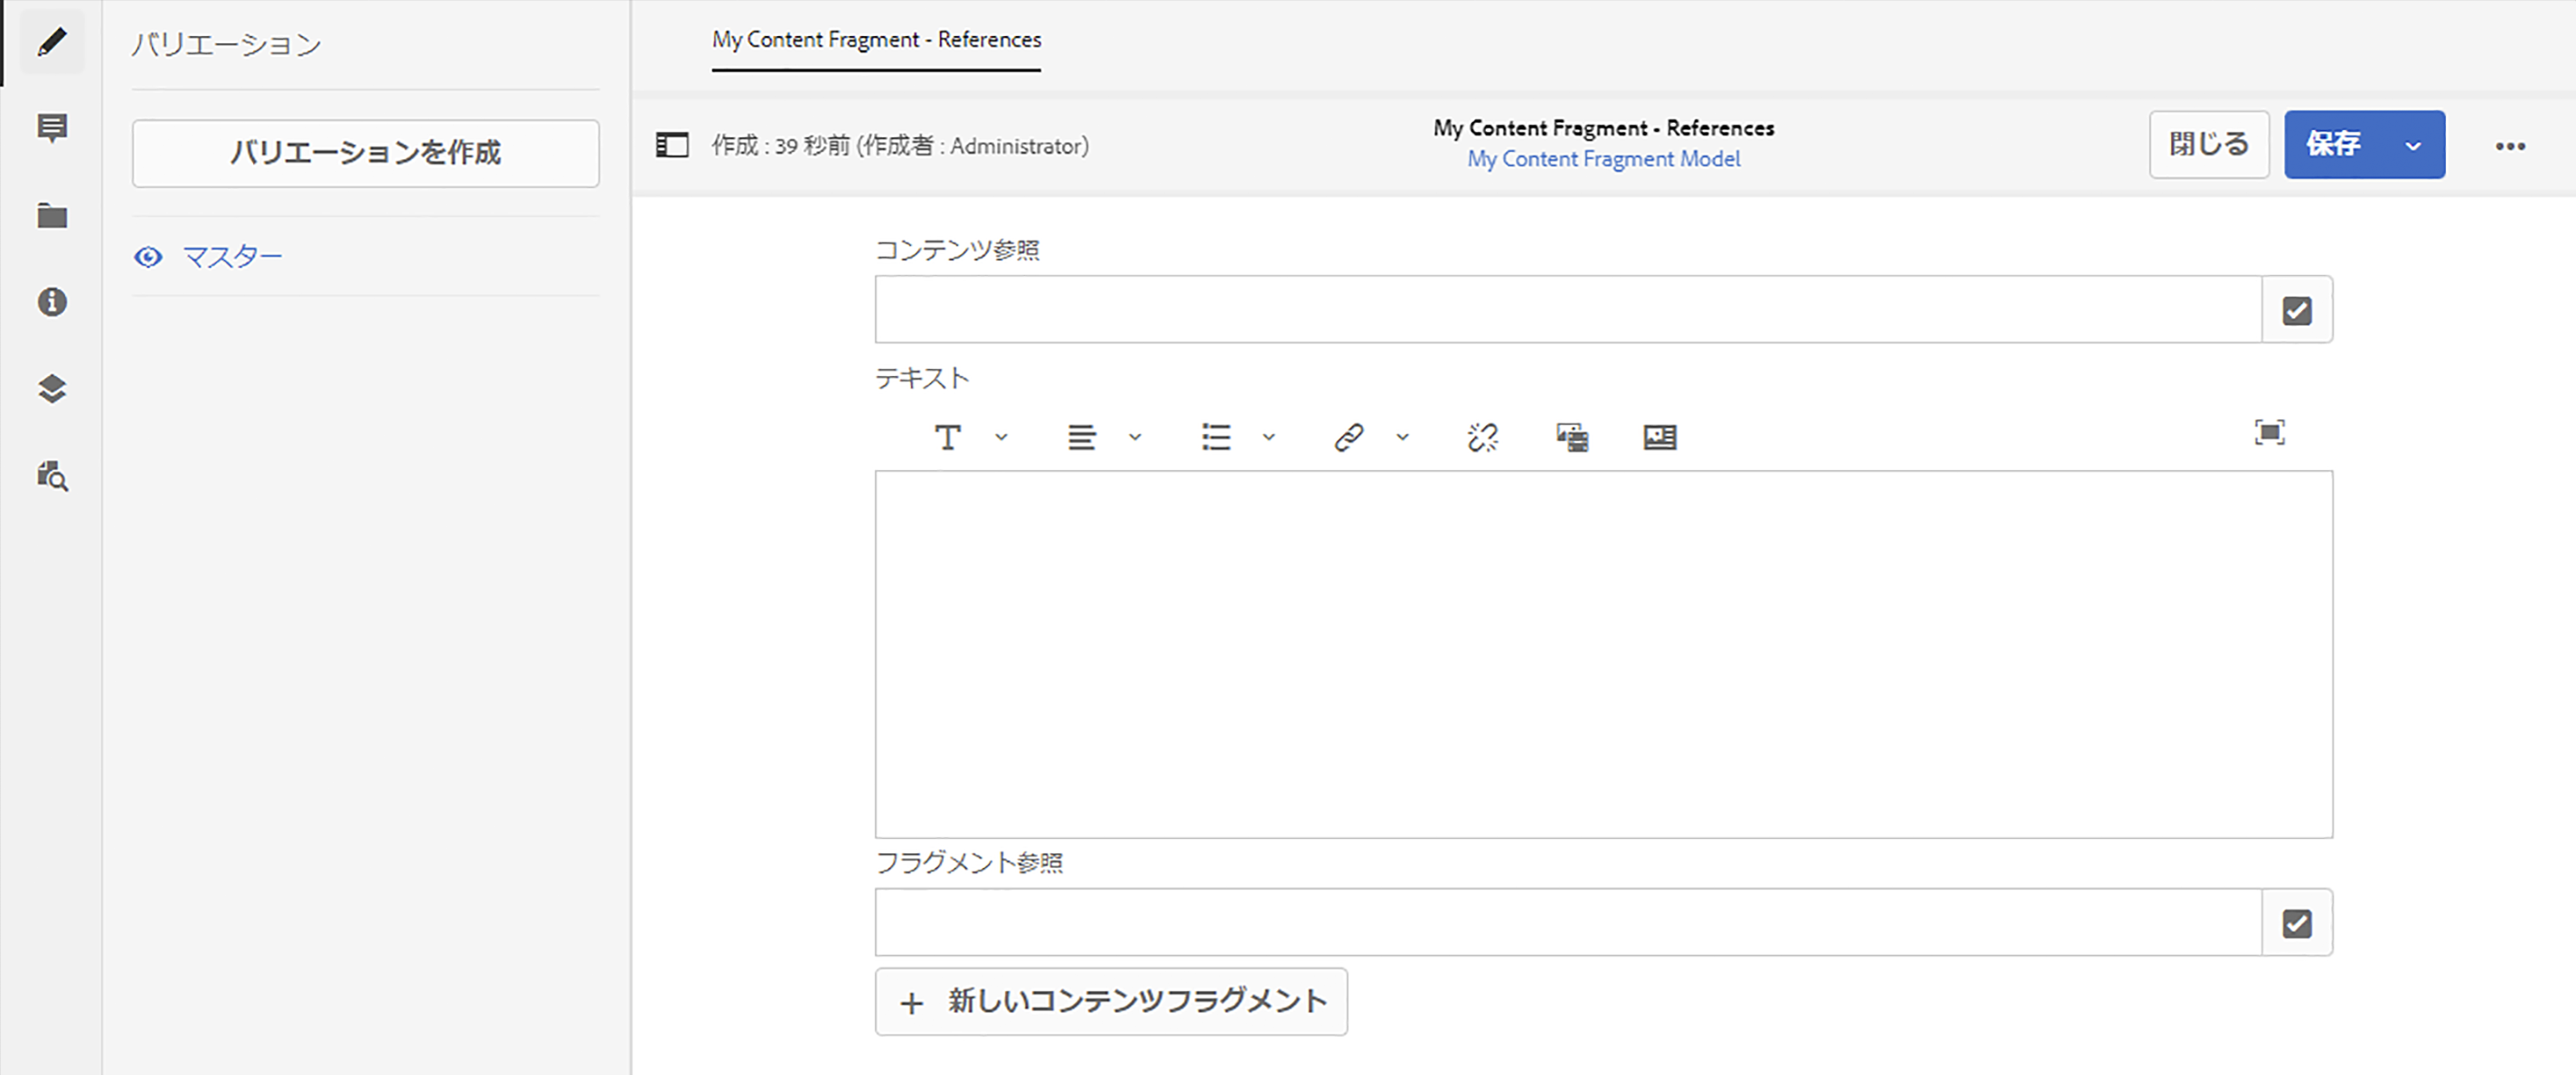 バリエーション
バリエーションを作成
マスター
My Content Fragment - References
作成 : 39 秒前 (作成者 : Administrator)
My Content Fragment - References
My Content Fragment Model
閉じる
保存
コンテンツ参照
テキスト
フラグメント参照
+ 新しいコンテンツフラグメント